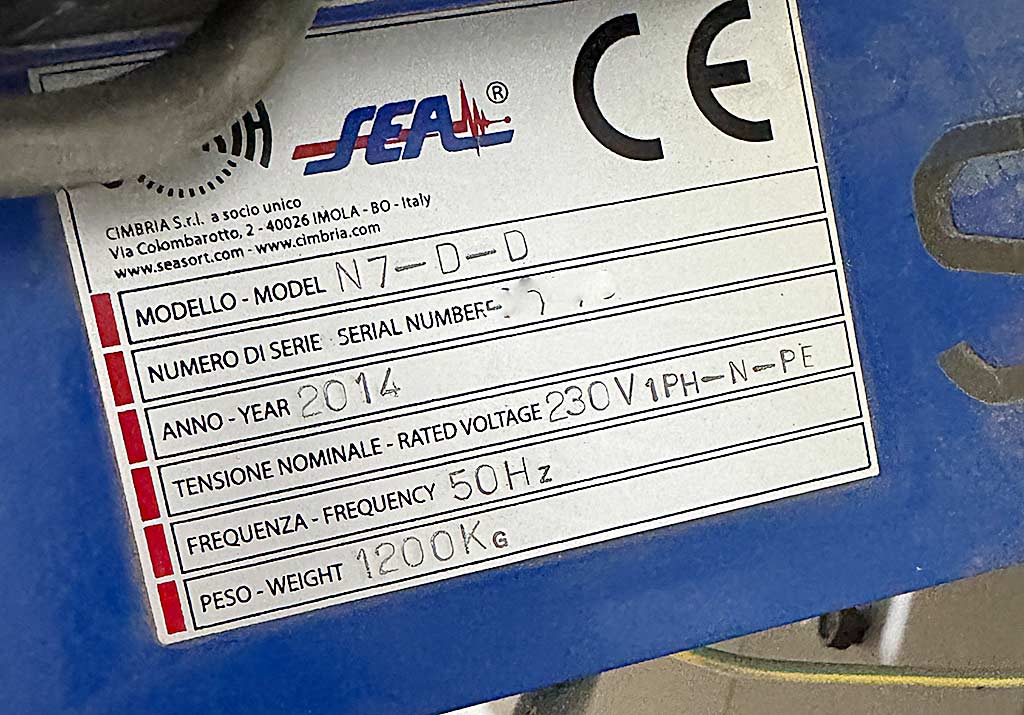 SEA®
CE
CIMBRIA S.r.l. a socio unico
Via Colombarotto, 2 - 40026 IMOLA - BO - Italy
www.seasort.com - www.cimbria.com
MODELLO - MODEL N7-D-D
NUMERO DI SERIE SERIAL NUMBER
ANNO - YEAR 2014
TENSIONE NOMINALE - RATED VOLTAGE 230V 1PH-N-PE
FREQUENZA - FREQUENCY 50Hz
PESO - WEIGHT 1200KG